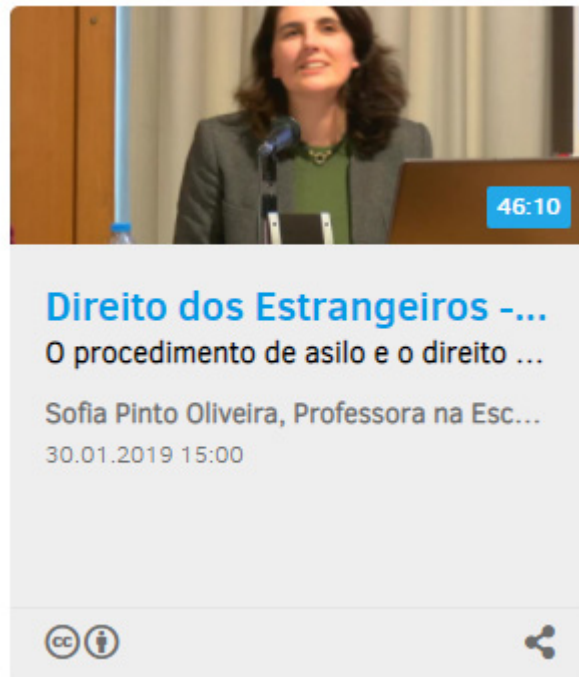 46:10
Direito dos Estrangeiros -...
O procedimento de asilo e o direito ...
Sofia Pinto Oliveira, Professora na Esc...
30.01.2019 15:00
cc